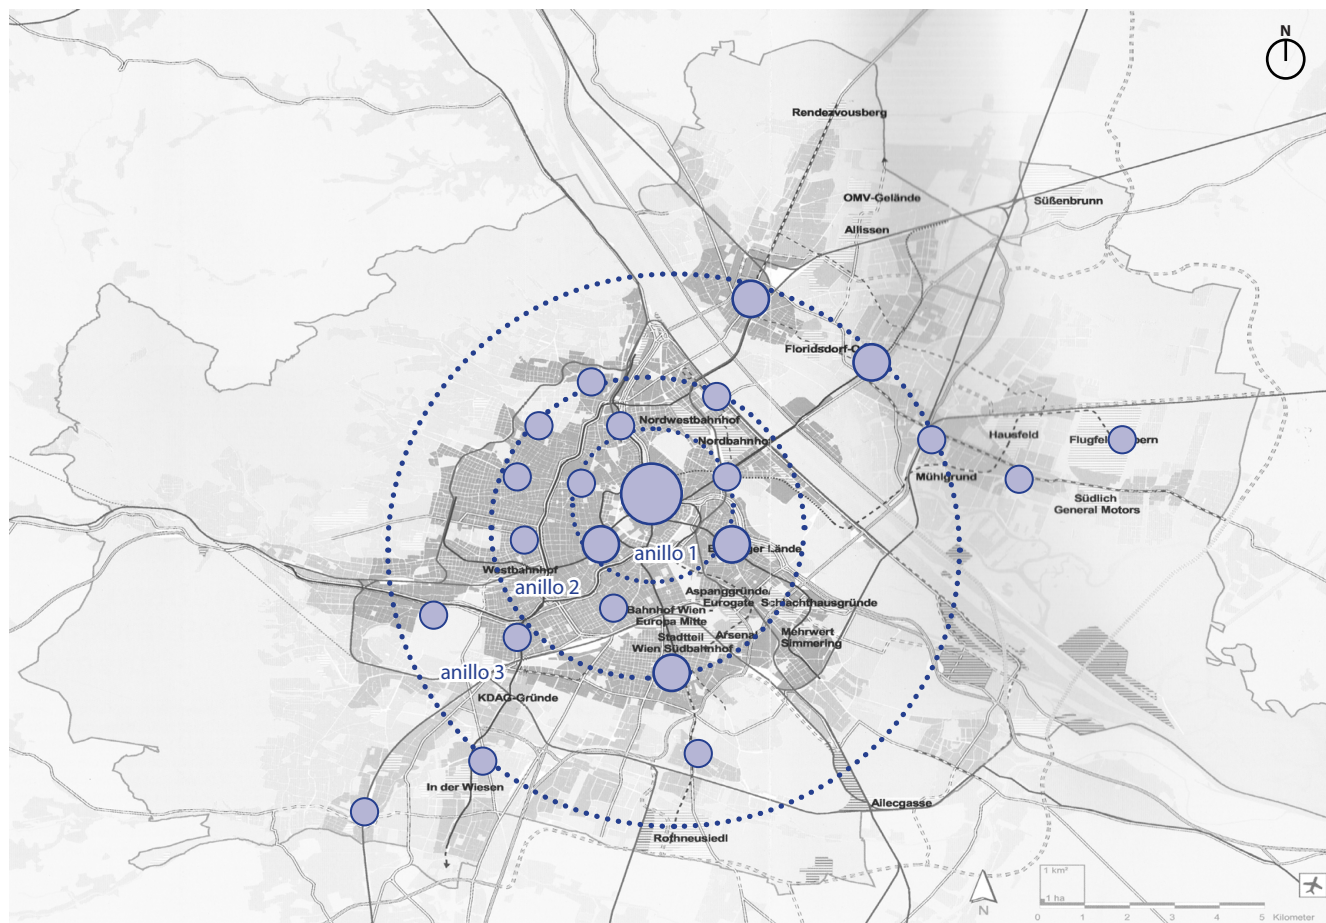 N
Rendezvousberg
OMV-Gelände
Süßenbrunn
Allissen
Nordwestbahnhof
Nordbahnhof
Hausfeld
Mühlgrund
Südlich
General Motors
anillo 1
Westbahnhof
anillo 2
Aspanggründe/
Eurogate
Schlachthausgründe
Bahnhof Wien -
Europa Mitte
Arsenal
Mehrwert
Simmering
Stadtteil
Wien Südbahnhof
anillo 3
KDAG-Gründe
In der Wiesen
Rothneusiedl
1 km²
1 ha
N
0 1 2 3 4 5 Kilometer